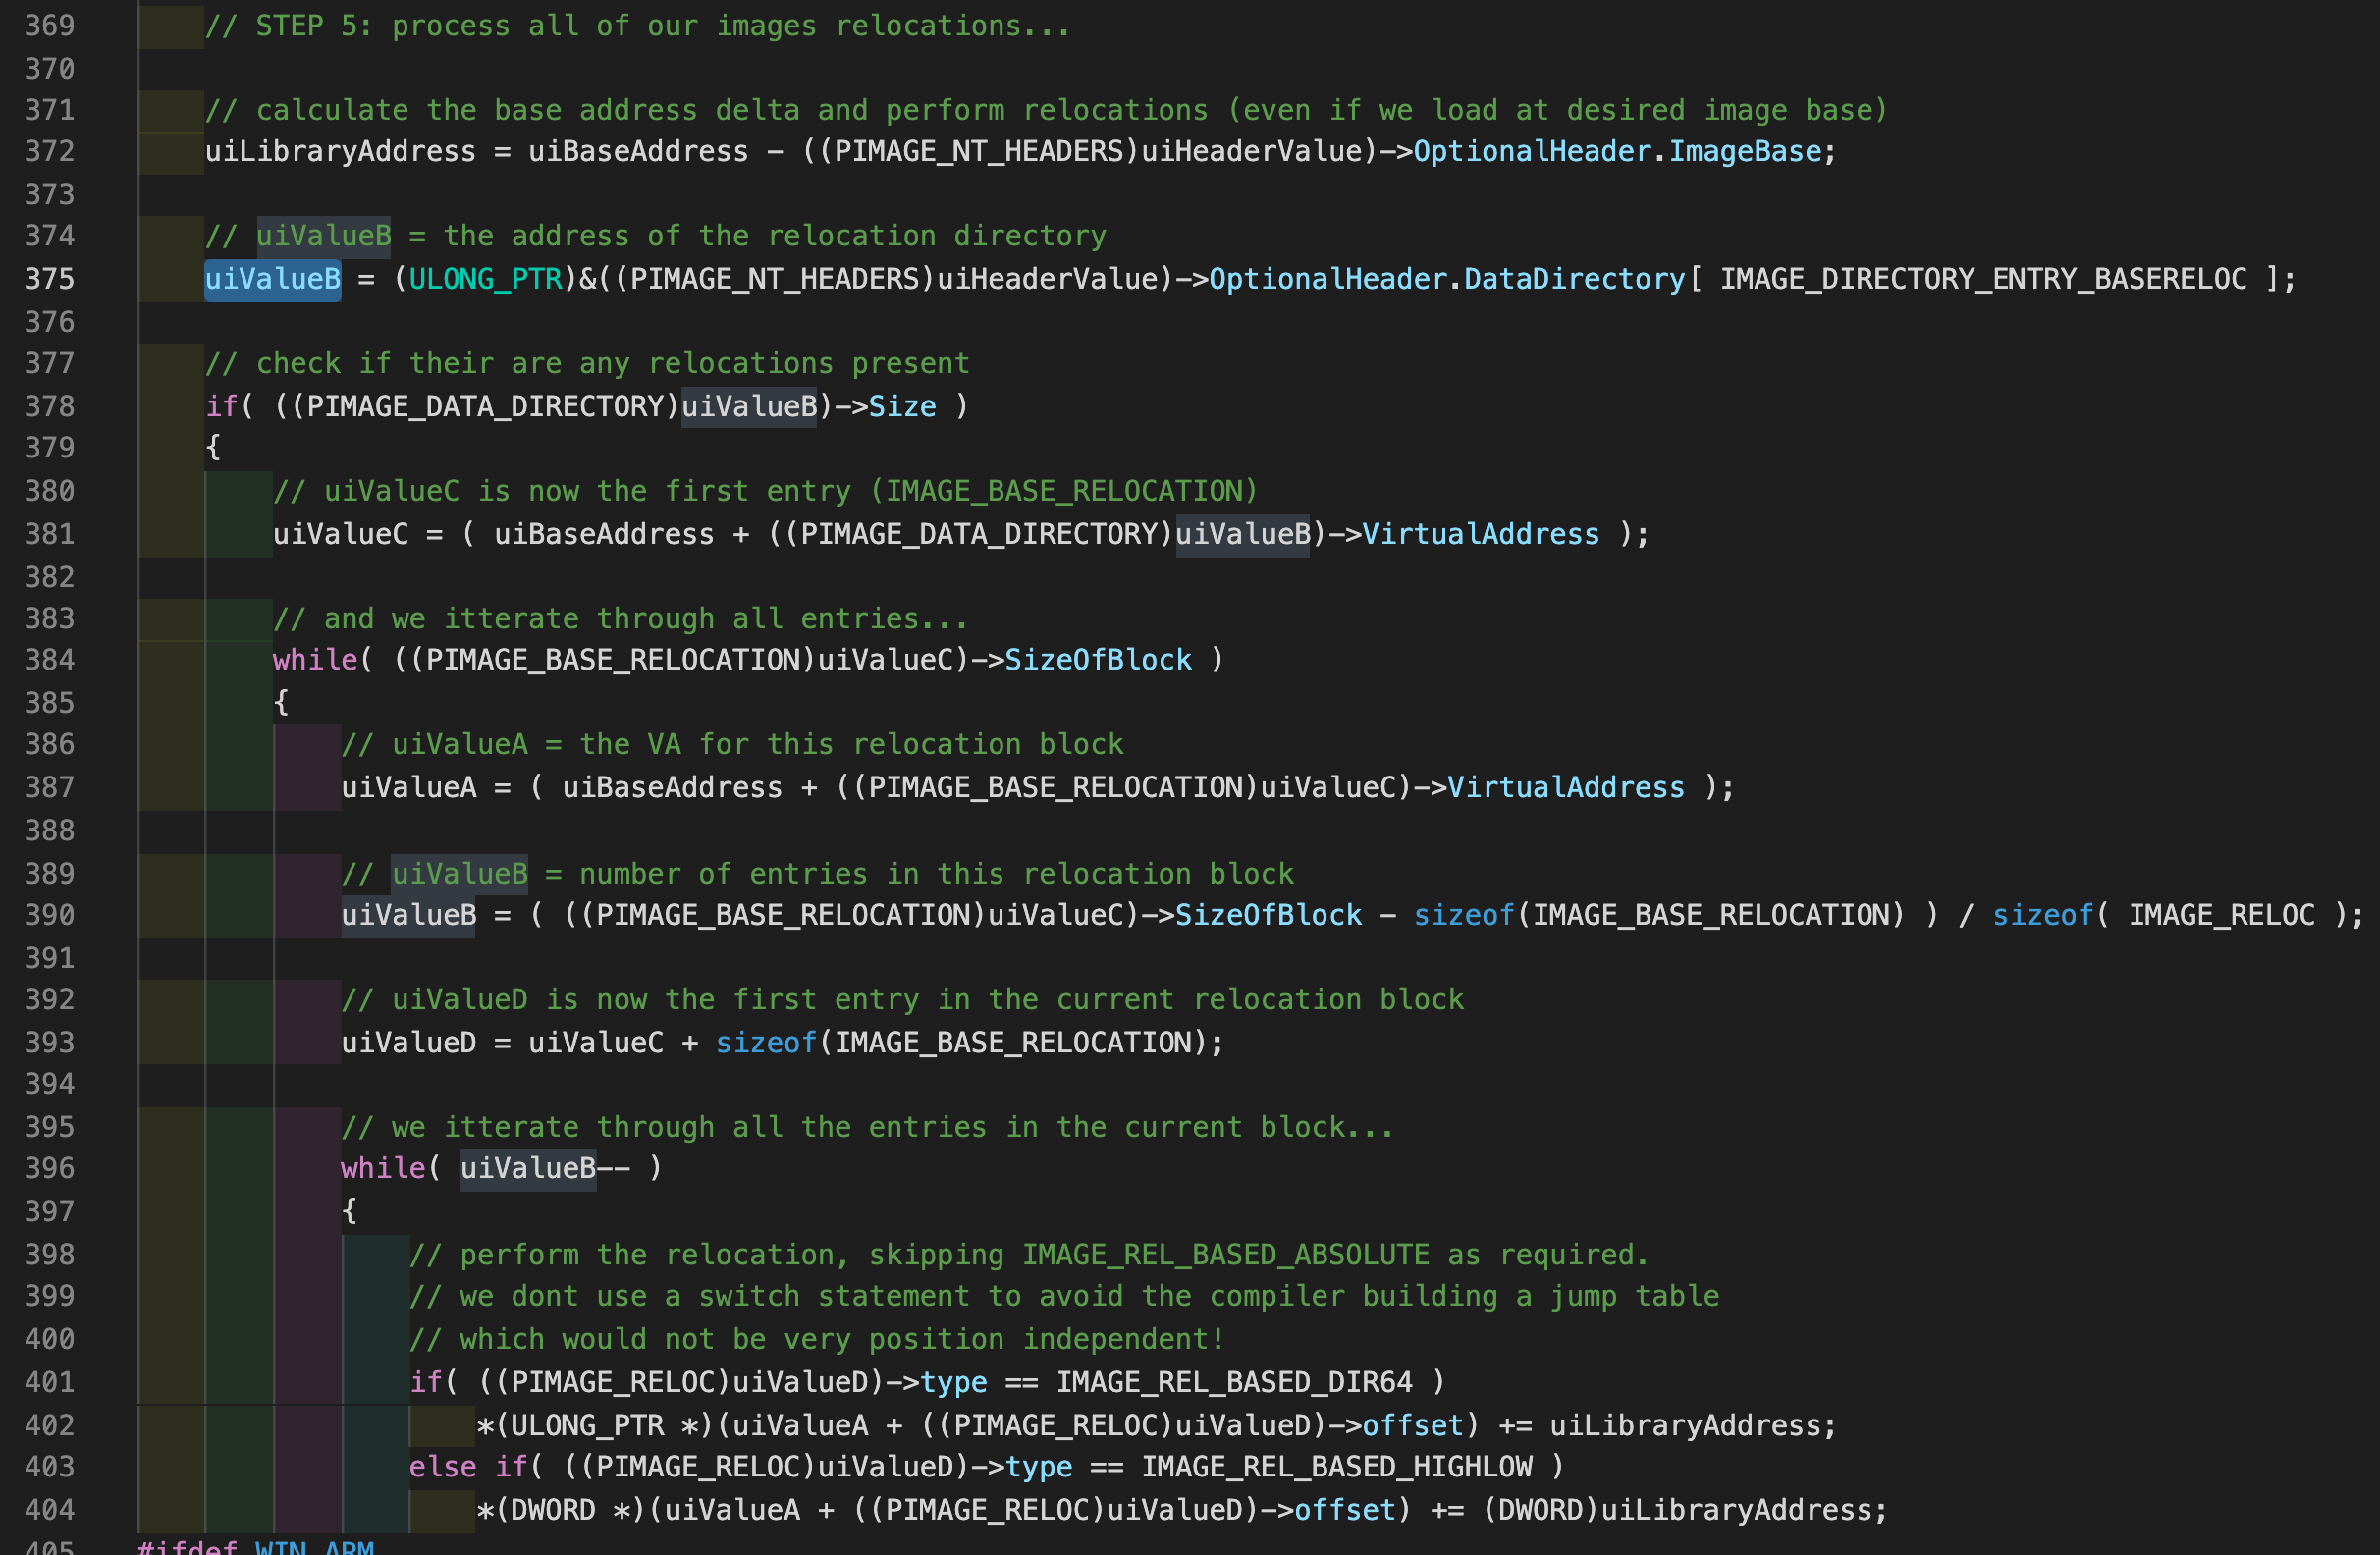 369 // STEP 5: process all of our images relocations...
370
371 // calculate the base address delta and perform relocations (even if we load at desired image base)
372 uiLibraryAddress = uiBaseAddress - ((PIMAGE_NT_HEADERS)uiHeaderValue)->OptionalHeader.ImageBase;
373
374 // uiValueB = the address of the relocation directory
375 uiValueB = (ULONG_PTR)&((PIMAGE_NT_HEADERS)uiHeaderValue)->OptionalHeader.DataDirectory[ IMAGE_DIRECTORY_ENTRY_BASERELOC ];
376
377 // check if their are any relocations present
378 if( ((PIMAGE_DATA_DIRECTORY)uiValueB)->Size )
379 {
380 // uiValueC is now the first entry (IMAGE_BASE_RELOCATION)
381 uiValueC = ( uiBaseAddress + ((PIMAGE_DATA_DIRECTORY)uiValueB)->VirtualAddress );
382
383 // and we itterate through all entries...
384 while( ((PIMAGE_BASE_RELOCATION)uiValueC)->SizeOfBlock )
385 {
386 // uiValueA = the VA for this relocation block
387 uiValueA = ( uiBaseAddress + ((PIMAGE_BASE_RELOCATION)uiValueC)->VirtualAddress );
388
389 // uiValueB = number of entries in this relocation block
390 uiValueB = ( ((PIMAGE_BASE_RELOCATION)uiValueC)->SizeOfBlock - sizeof(IMAGE_BASE_RELOCATION) ) / sizeof( IMAGE_RELOC );
391
392 // uiValueD is now the first entry in the current relocation block
393 uiValueD = uiValueC + sizeof(IMAGE_BASE_RELOCATION);
394
395 // we itterate through all the entries in the current block...
396 while( uiValueB-- )
397 {
398 // perform the relocation, skipping IMAGE_REL_BASED_ABSOLUTE as required.
399 // we dont use a switch statement to avoid the compiler building a jump table
400 // which would not be very position independent!
401 if( ((PIMAGE_RELOC)uiValueD)->type == IMAGE_REL_BASED_DIR64 )
402 *(ULONG_PTR *)(uiValueA + ((PIMAGE_RELOC)uiValueD)->offset) += uiLibraryAddress;
403 else if( ((PIMAGE_RELOC)uiValueD)->type == IMAGE_REL_BASED_HIGHLOW )
404 *(DWORD *)(uiValueA + ((PIMAGE_RELOC)uiValueD)->offset) += (DWORD)uiLibraryAddress;
405 #ifdef WIN_ARM